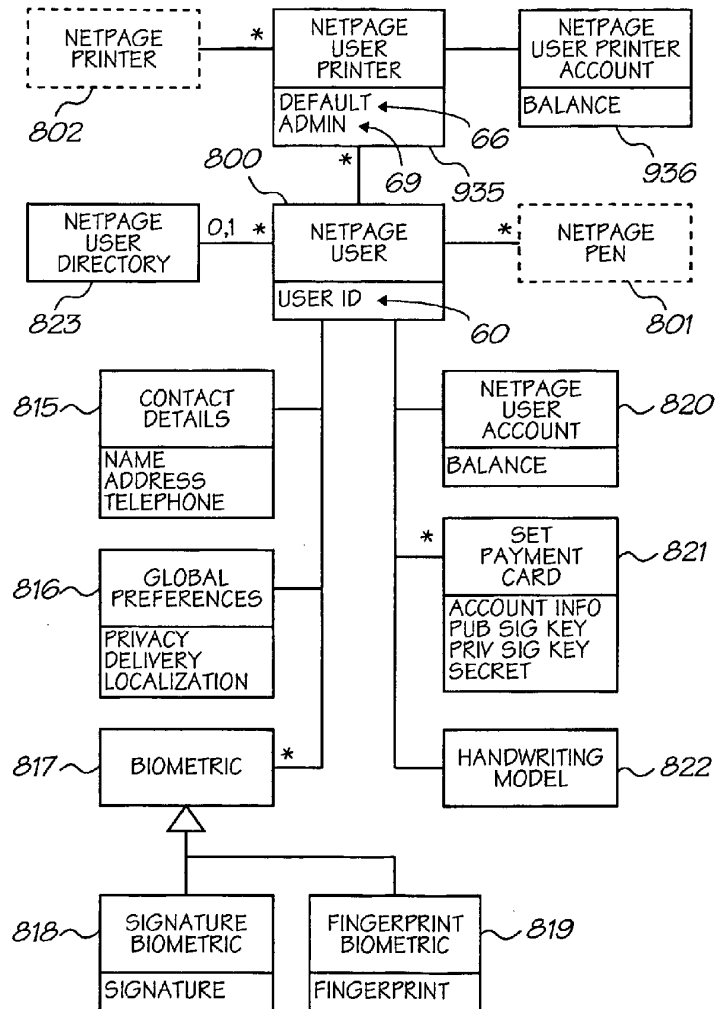 NETPAGE
PRINTER
802
*
NETPAGE
USER
PRINTER
DEFAULT
ADMIN
66
69
935
*
NETPAGE
USER PRINTER
ACCOUNT
BALANCE
936
800
NETPAGE
USER
DIRECTORY
823
0,1
*
NETPAGE
USER
USER ID
60
*
NETPAGE
PEN
801
815
CONTACT
DETAILS
NAME
ADDRESS
TELEPHONE
NETPAGE
USER
ACCOUNT
BALANCE
820
816
GLOBAL
PREFERENCES
PRIVACY
DELIVERY
LOCALIZATION
*
SET
PAYMENT
CARD
ACCOUNT INFO
PUB SIG KEY
PRIV SIG KEY
SECRET
821
817
BIOMETRIC
*
HANDWRITING
MODEL
822
818
SIGNATURE
BIOMETRIC
SIGNATURE
FINGERPRINT
BIOMETRIC
FINGERPRINT
819